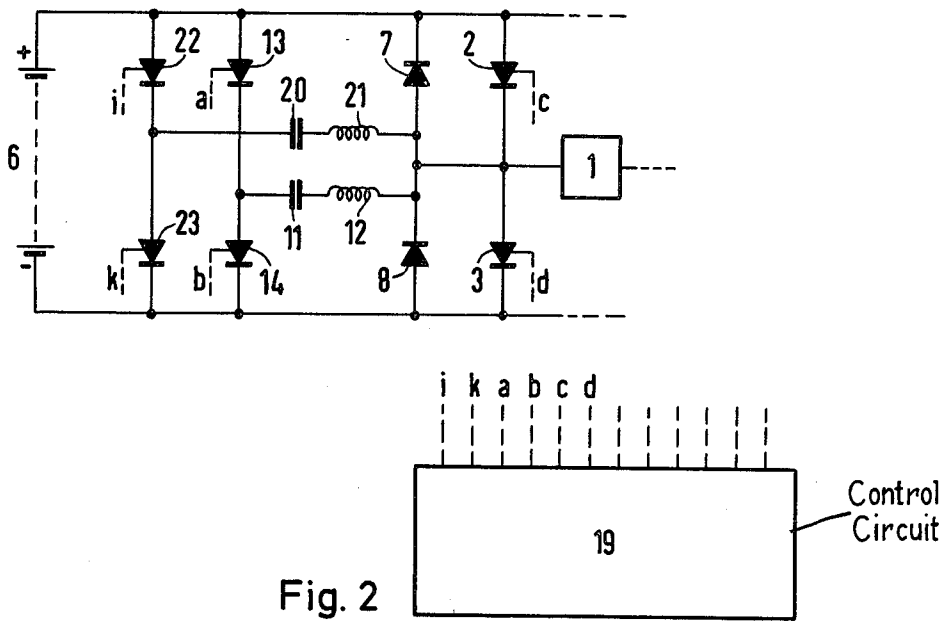 22 13 7 2
+
i a 20 21 c
6 1
23 11 12
-
k b 14 8 3 d
i k a b c d
19
Control
Circuit
Fig. 2